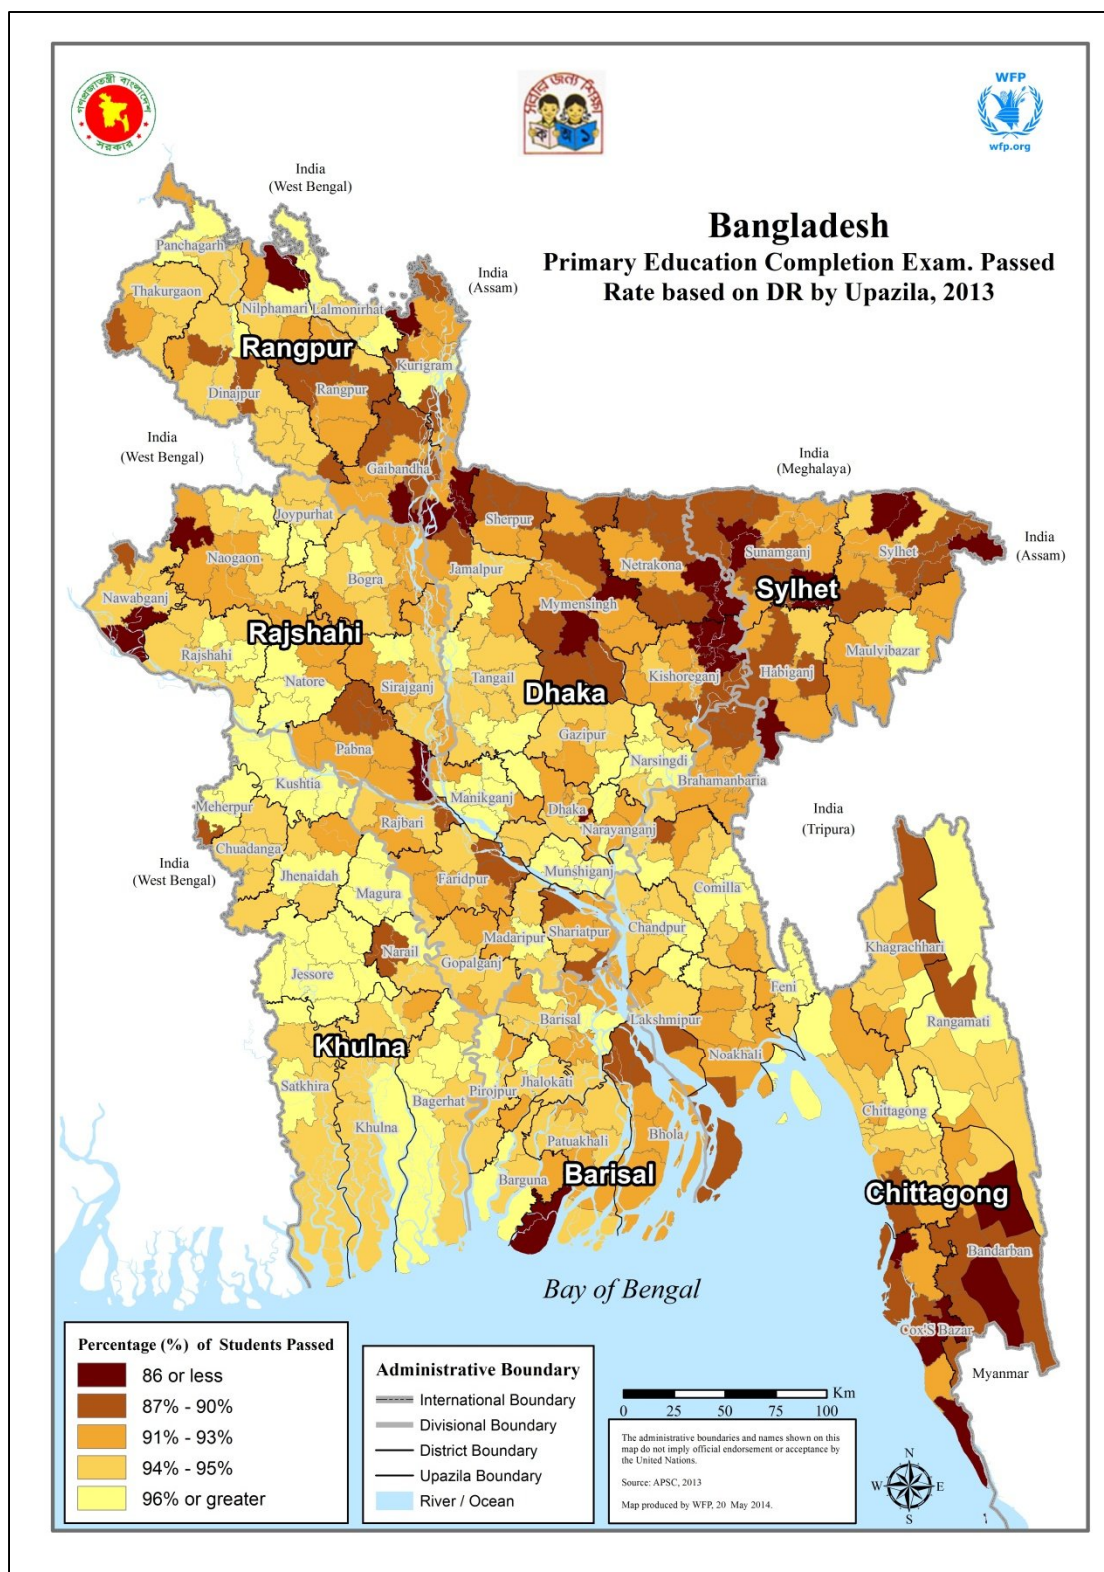 গণপ্রজাতন্ত্রী বাংলাদেশ
সরকার
সবার জন্য শিক্ষা
ক অ ১
WFP
wfp.org
Bangladesh
Primary Education Completion Exam. Passed
Rate based on DR by Upazila, 2013
India
(West Bengal)
India
(Assam)
India
(West Bengal)
India
(Meghalaya)
India
(Assam)
India
(Tripura)
India
(West Bengal)
Panchagarh
Thakurgaon
Nilphamari
Lalmonirhat
Rangpur
Kurigram
Dinajpur
Rangpur
Gaibandha
Joypurhat
Sherpur
Naogaon
Bogra
Jamalpur
Netrakona
Sunamganj
Sylhet
Nawabganj
Mymensingh
Sylhet
Rajshahi
Rajshahi
Natore
Sirajganj
Tangail
Dhaka
Kishoreganj
Habiganj
Maulvibazar
Pabna
Gazipur
Narsingdi
Brahamanbaria
Kushtia
Meherpur
Manikganj
Dhaka
Narayanganj
Rajbari
Chuadanga
Jhenaidah
Magura
Faridpur
Munshiganj
Comilla
Narail
Madaripur
Shariatpur
Chandpur
Gopalganj
Khagrachhari
Jessore
Feni
Khulna
Barisal
Lakshmipur
Noakhali
Rangamati
Satkhira
Khulna
Bagerhat
Pirojpur
Jhalokati
Chittagong
Patuakhali
Bhola
Barguna
Barisal
Chittagong
Bandarban
Bay of Bengal
Cox'S Bazar
Myanmar
Percentage (%) of Students Passed
86 or less
87% - 90%
91% - 93%
94% - 95%
96% or greater
Administrative Boundary
International Boundary
Divisional Boundary
District Boundary
Upazila Boundary
River / Ocean
Km
0 25 50 75 100
The administrative boundaries and names shown on this
map do not imply official endorsement or acceptance by
the United Nations.
Source: APSC, 2013
Map produced by WFP, 20 May 2014.
N
W E
S